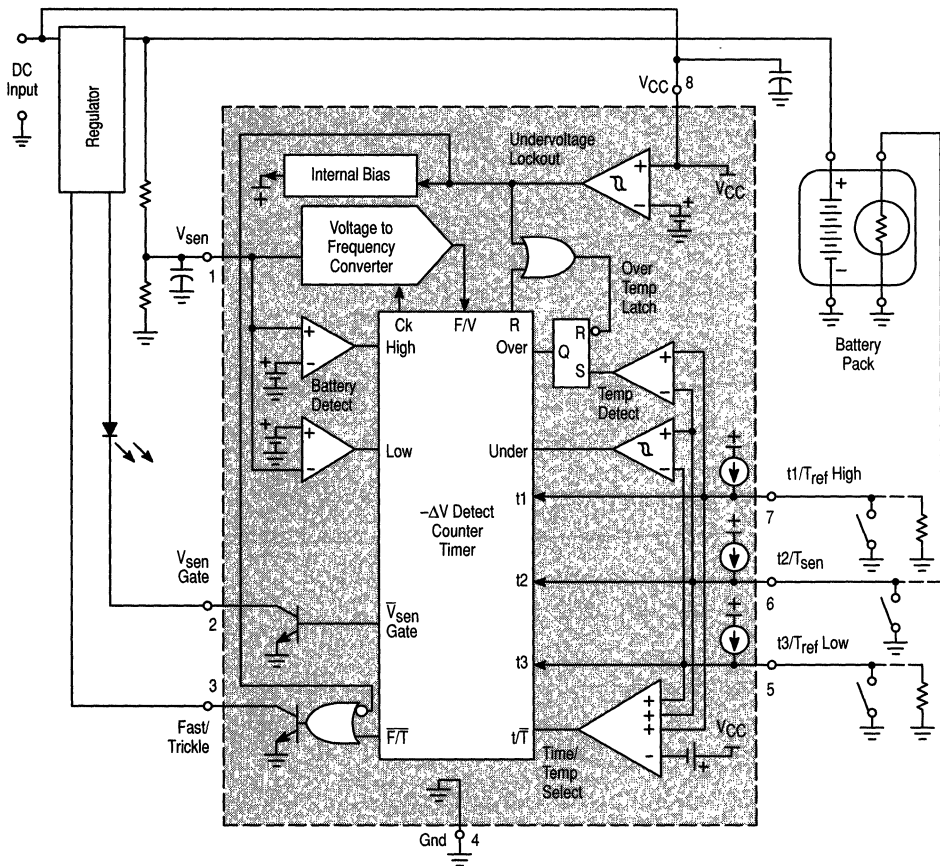 DC
Input
Regulator
VCC 8
Undervoltage
Lockout
Internal Bias
VCC
Voltage to
Frequency
Converter
Vsen
1
Over
Temp
Latch
Ck F/V R
High
Over
Q R
S
Battery
Detect
Temp
Detect
Low
Under
Battery
Pack
t1
t1/Tref High
7
–ΔV Detect
Counter
Timer
t2
t2/Tsen
6
Vsen
Gate
2
V̅sen
Gate
t3
t3/Tref Low
5
3
Fast/
Trickle
F̅/T̅
t/T̅
Time/
Temp
Select
VCC
Gnd 4